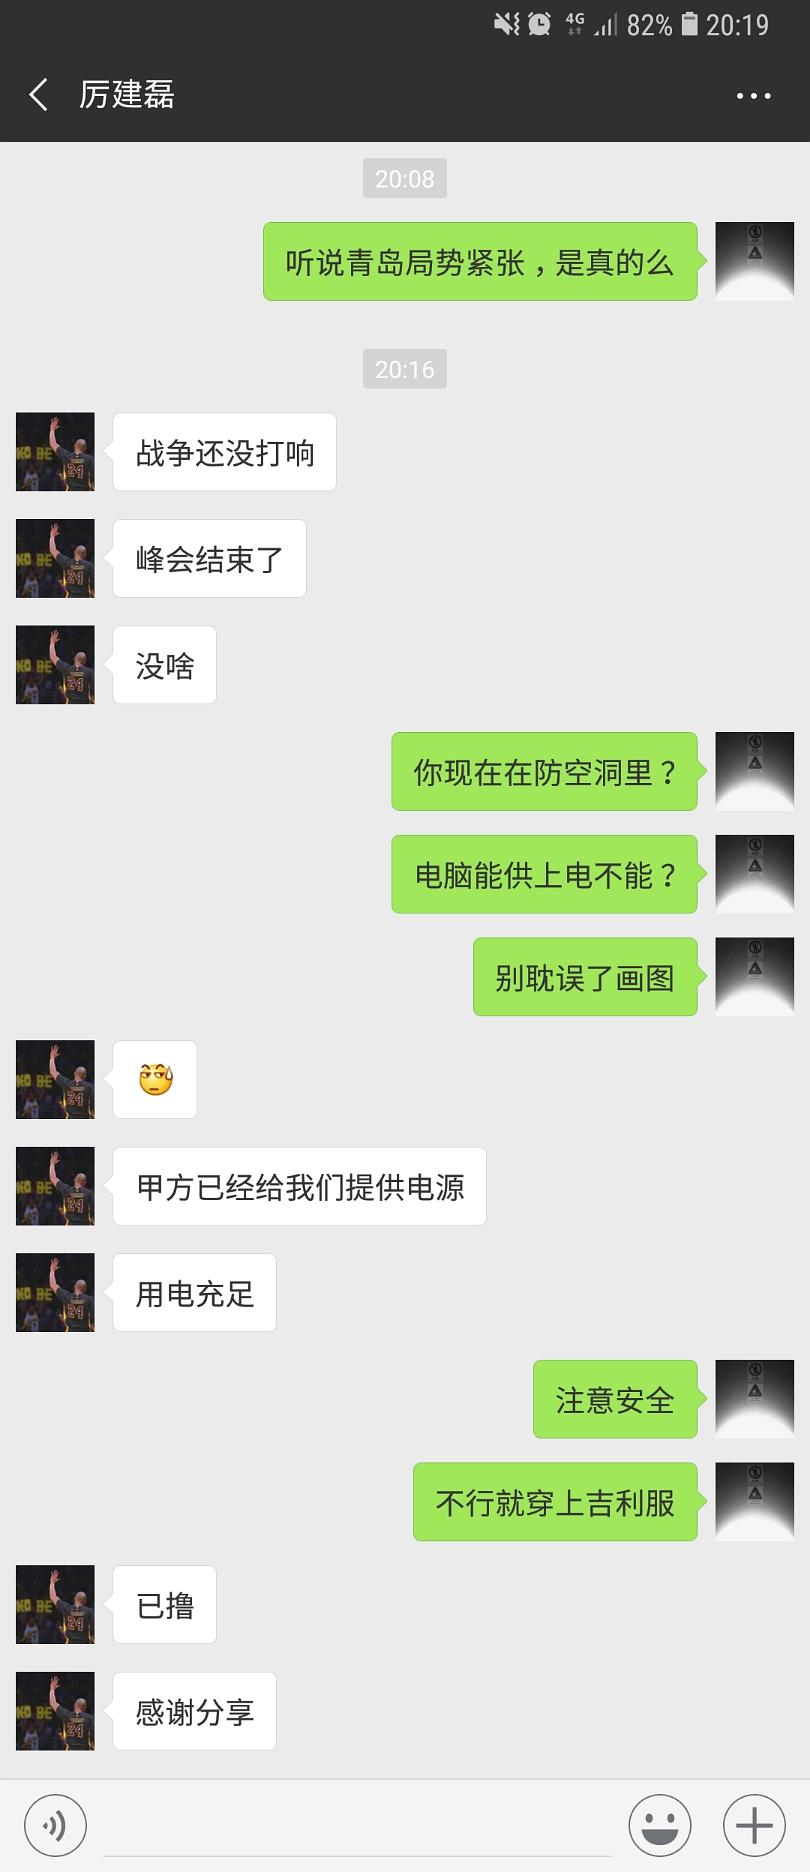 4G 82% 20:19
厉建磊
20:08
听说青岛局势紧张，是真的么
20:16
战争还没打响
峰会结束了
没啥
你现在在防空洞里？
电脑能供上电不能？
别耽误了画图
甲方已经给我们提供电源
用电充足
注意安全
不行就穿上吉利服
已撸
感谢分享